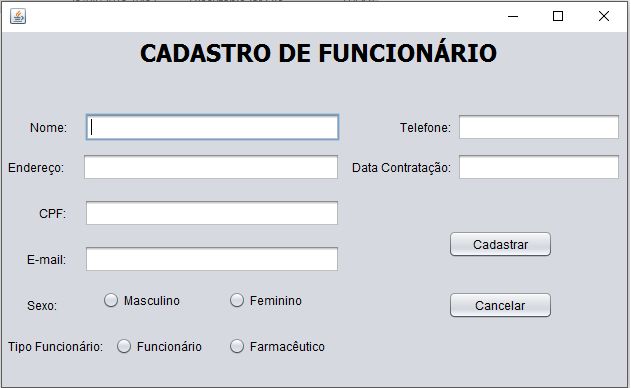 CADASTRO DE FUNCIONÁRIO
Nome:
Telefone:
Endereço:
Data Contratação:
CPF:
E-mail:
Cadastrar
Sexo:
Masculino
Feminino
Cancelar
Tipo Funcionário:
Funcionário
Farmacêutico